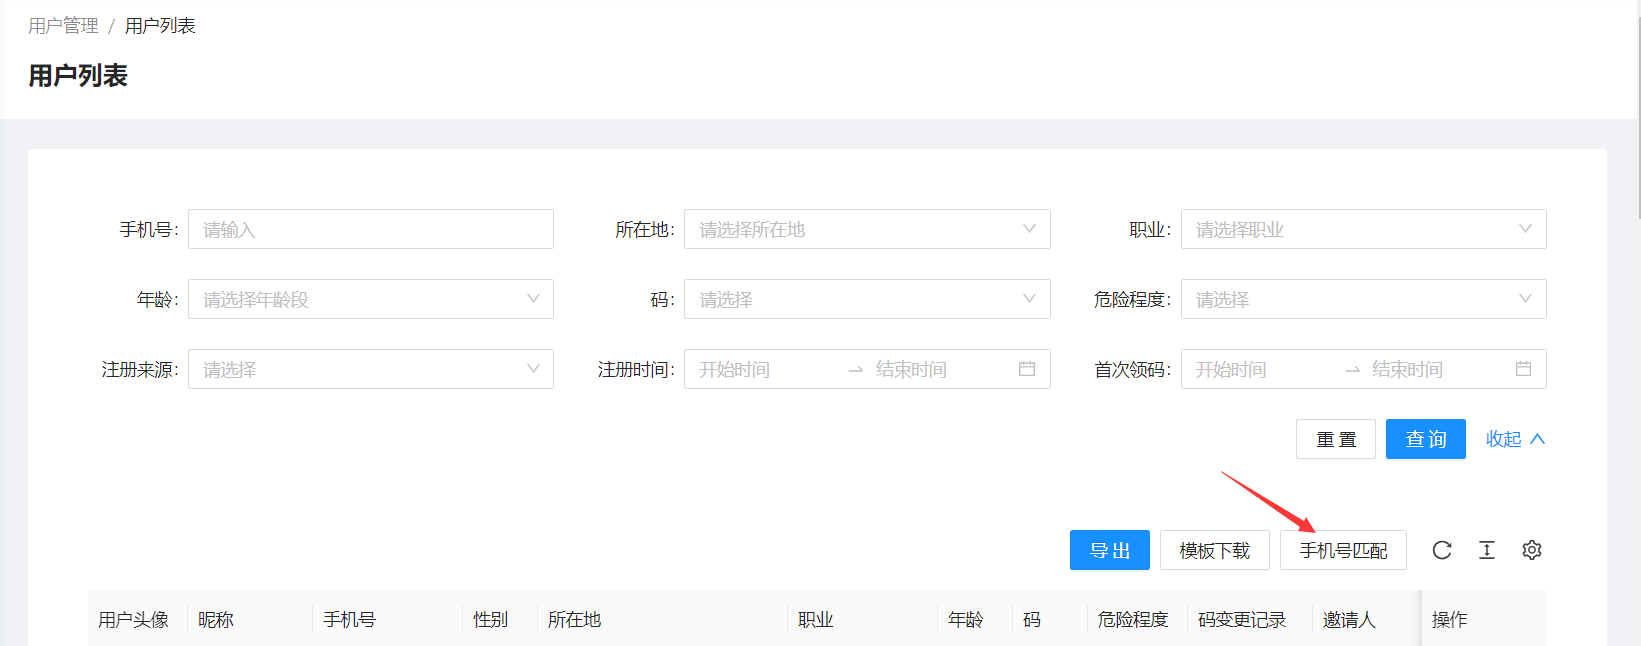 用户管理 / 用户列表
用户列表
手机号: 请输入 所在地: 请选择所在地 职业: 请选择职业
年龄: 请选择年龄段 码: 请选择 危险程度: 请选择
注册来源: 请选择 注册时间: 开始时间 → 结束时间 首次领码: 开始时间 → 结束时间
重置 查询 收起
导出 模板下载 手机号匹配
用户头像 昵称 手机号 性别 所在地 职业 年龄 码 危险程度 码变更记录 邀请人 操作